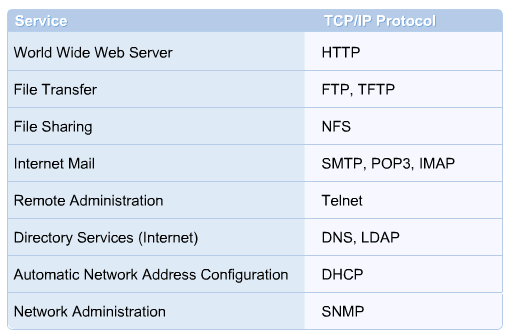 Service TCP/IP Protocol
World Wide Web Server HTTP
File Transfer FTP, TFTP
File Sharing NFS
Internet Mail SMTP, POP3, IMAP
Remote Administration Telnet
Directory Services (Internet) DNS, LDAP
Automatic Network Address Configuration DHCP
Network Administration SNMP